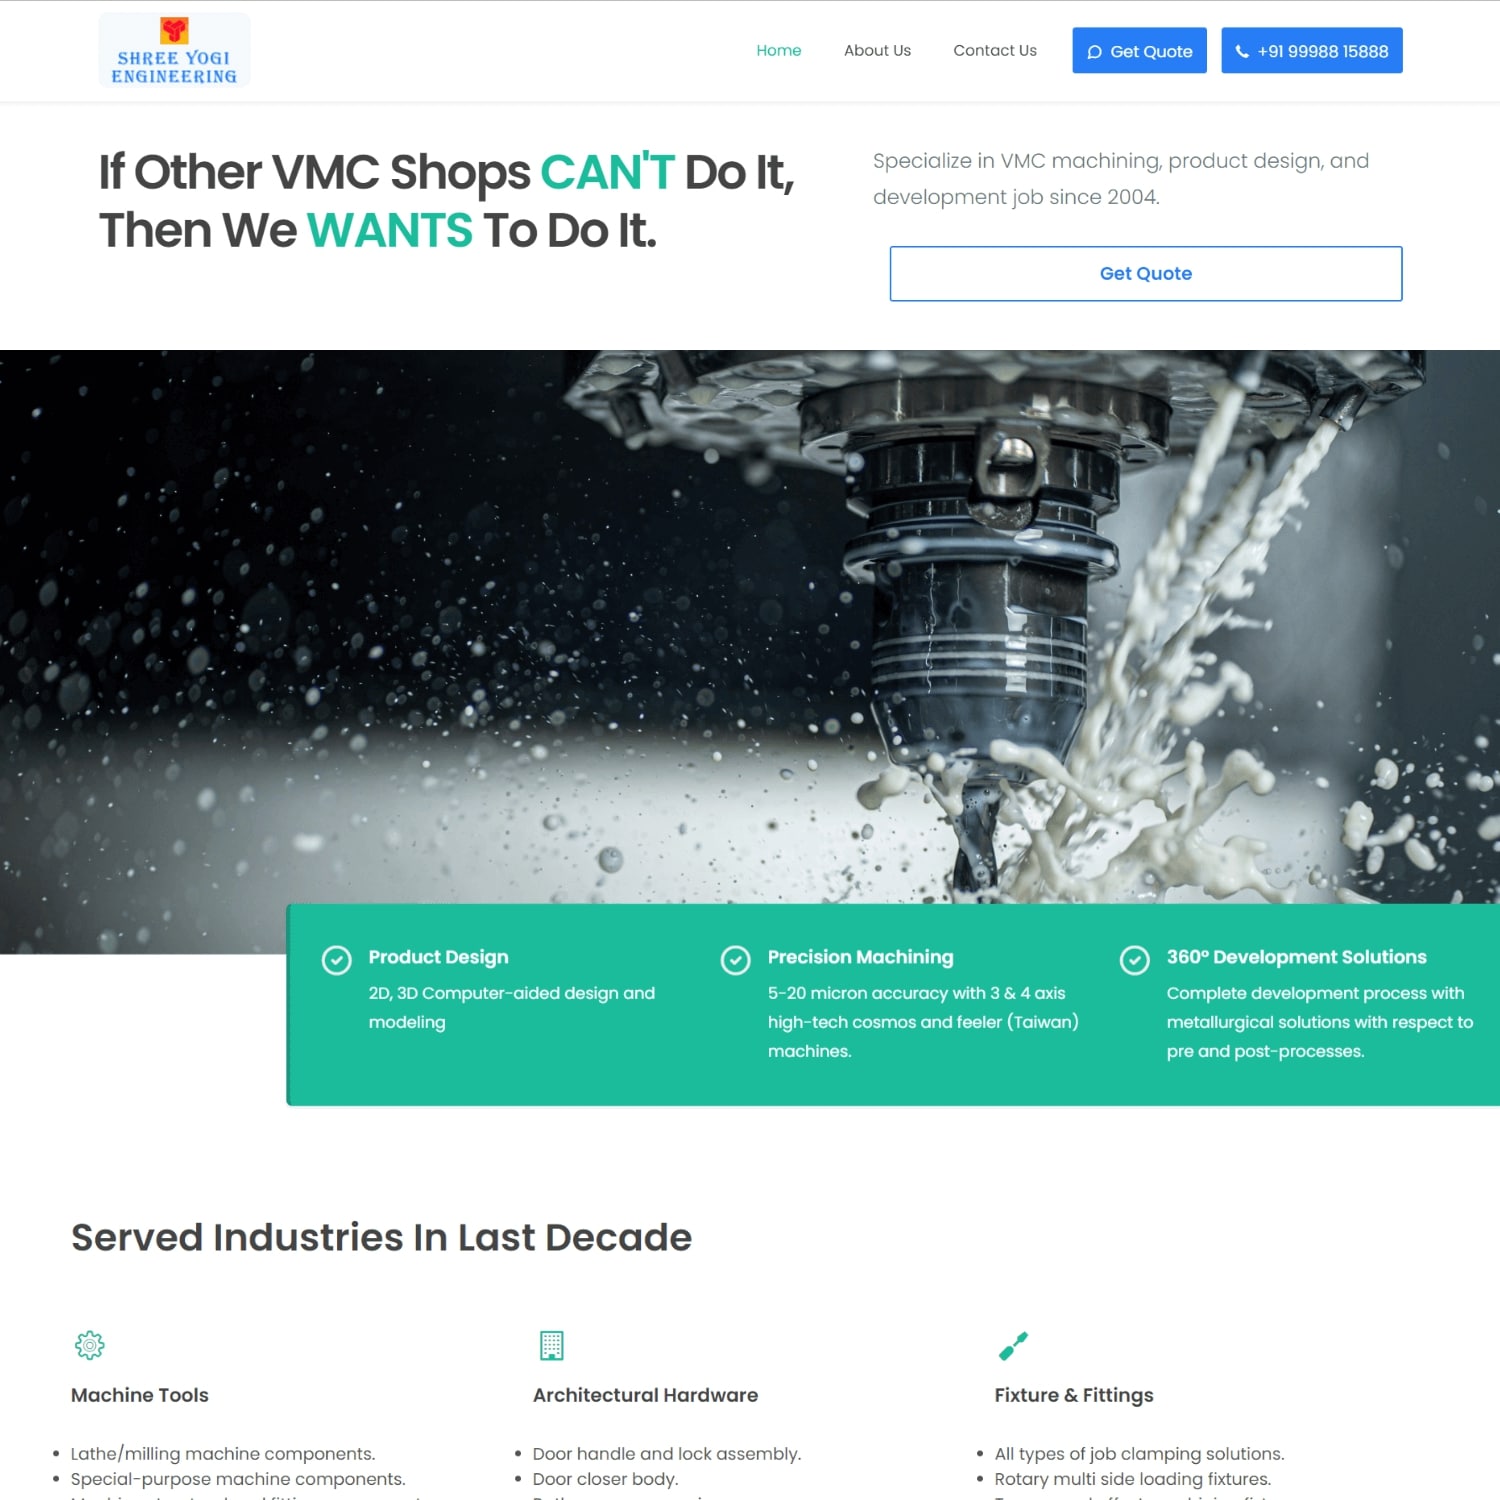 SHREE YOGI
ENGINEERING
Home
About Us
Contact Us
Get Quote
+91 99988 15888
If Other VMC Shops CAN'T Do It,
Then We WANTS To Do It.
Specialize in VMC machining, product design, and
development job since 2004.
Get Quote
Product Design
2D, 3D Computer-aided design and
modeling
Precision Machining
5-20 micron accuracy with 3 & 4 axis
high-tech cosmos and feeler (Taiwan)
machines.
360° Development Solutions
Complete development process with
metallurgical solutions with respect to
pre and post-processes.
Served Industries In Last Decade
Machine Tools
Lathe/milling machine components.
Special-purpose machine components.
Architectural Hardware
Door handle and lock assembly.
Door closer body.
Fixture & Fittings
All types of job clamping solutions.
Rotary multi side loading fixtures.